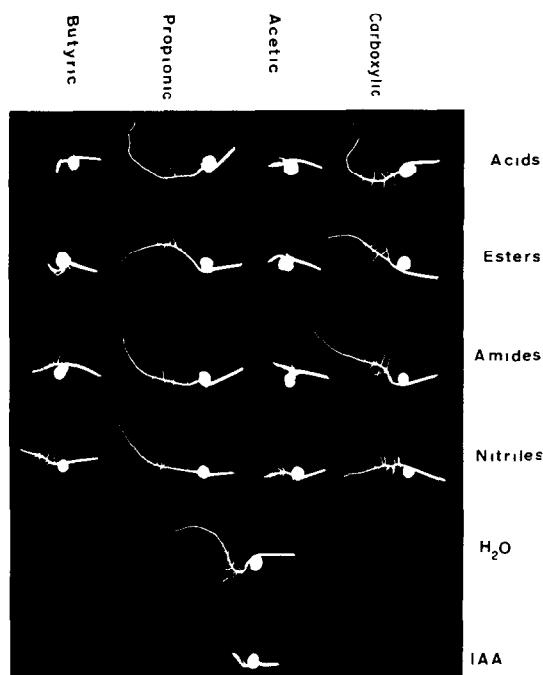 Butyric
Propionic
Acetic
Carboxylic
Acids
Esters
Amides
Nitriles
H₂O
IAA